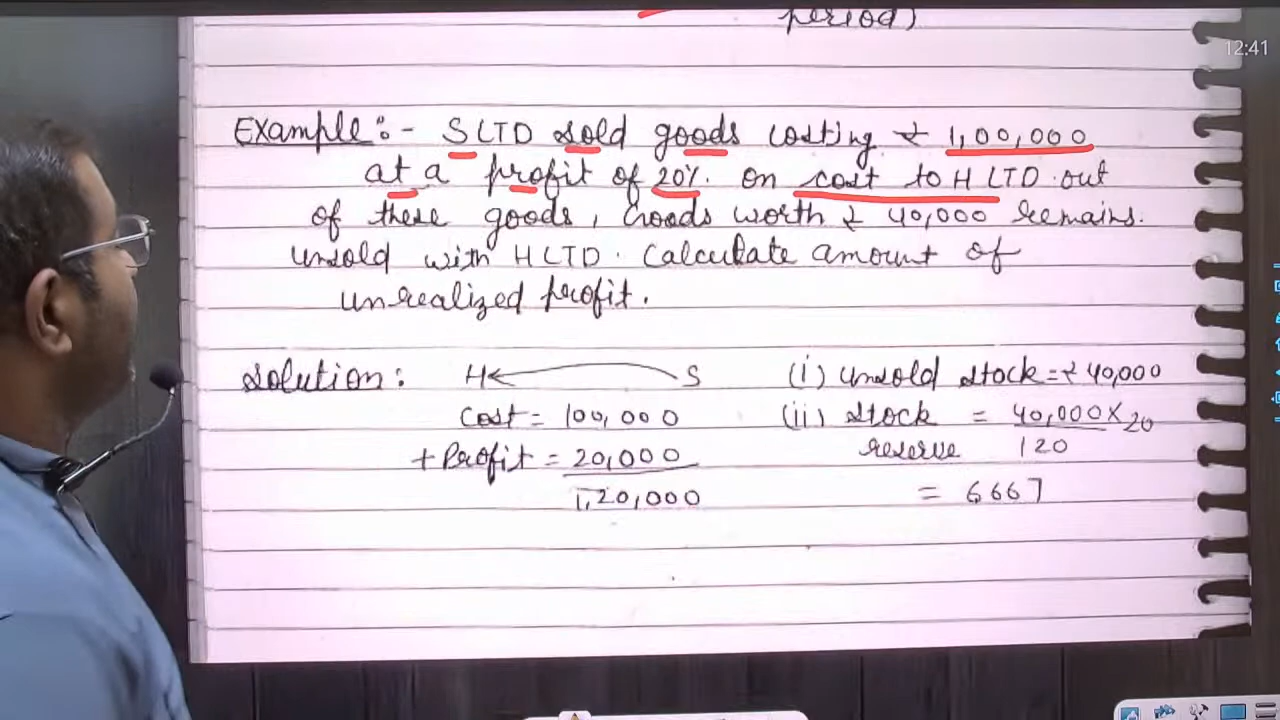 period)
12:41
Example:- S LTD sold goods costing ₹ 1,00,000
at a profit of 20%. on cost to H LTD. out
of these goods, Goods worth ₹ 40,000 remains.
unsold with H LTD. Calculate amount of
unrealized profit.
Solution: H ← S (i) unsold stock = ₹ 40,000
Cost = 100,000 (ii) Stock = 40,000 X 20
+ Profit = 20,000 reserve 120
1,20,000 = 6667